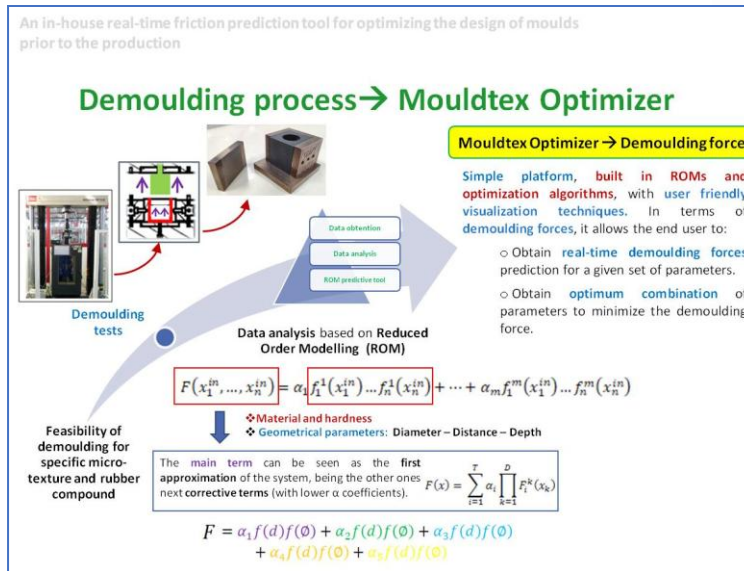 An in-house real-time friction prediction tool for optimizing the design of moulds
prior to the production
Demoulding process→ Mouldtex Optimizer
Mouldtex Optimizer → Demoulding force
Simple platform, built in ROMs and
optimization algorithms, with user friendly
visualization techniques. In terms of
demoulding forces, it allows the end user to:
○ Obtain real-time demoulding forces
prediction for a given set of parameters.
○ Obtain optimum combination of
parameters to minimize the demoulding
force.
Data obtention
Data analysis
ROM predictive tool
Demoulding
tests
Data analysis based on Reduced
Order Modelling (ROM)
F(x₁ⁱⁿ,…,xₙⁱⁿ) = α₁f₁¹(x₁ⁱⁿ)…fₙ¹(xₙⁱⁿ) + ⋯ + αₘf₁ᵐ(x₁ⁱⁿ)…fₙᵐ(xₙⁱⁿ)
❖Material and hardness
❖ Geometrical parameters: Diameter – Distance – Depth
Feasibility of
demoulding for
specific micro-
texture and rubber
compound
The main term can be seen as the first
approximation of the system, being the other ones
next corrective terms (with lower α coefficients).
F(x) = ∑ᵢ₌₁ᵀ αᵢ ∏ₖ₌₁ᴰ Fᵢᵏ(xₖ)
F = α₁f(d)f(Ø) + α₂f(d)f(Ø) + α₃f(d)f(Ø)
+ α₄f(d)f(Ø) + α₅f(d)f(Ø)